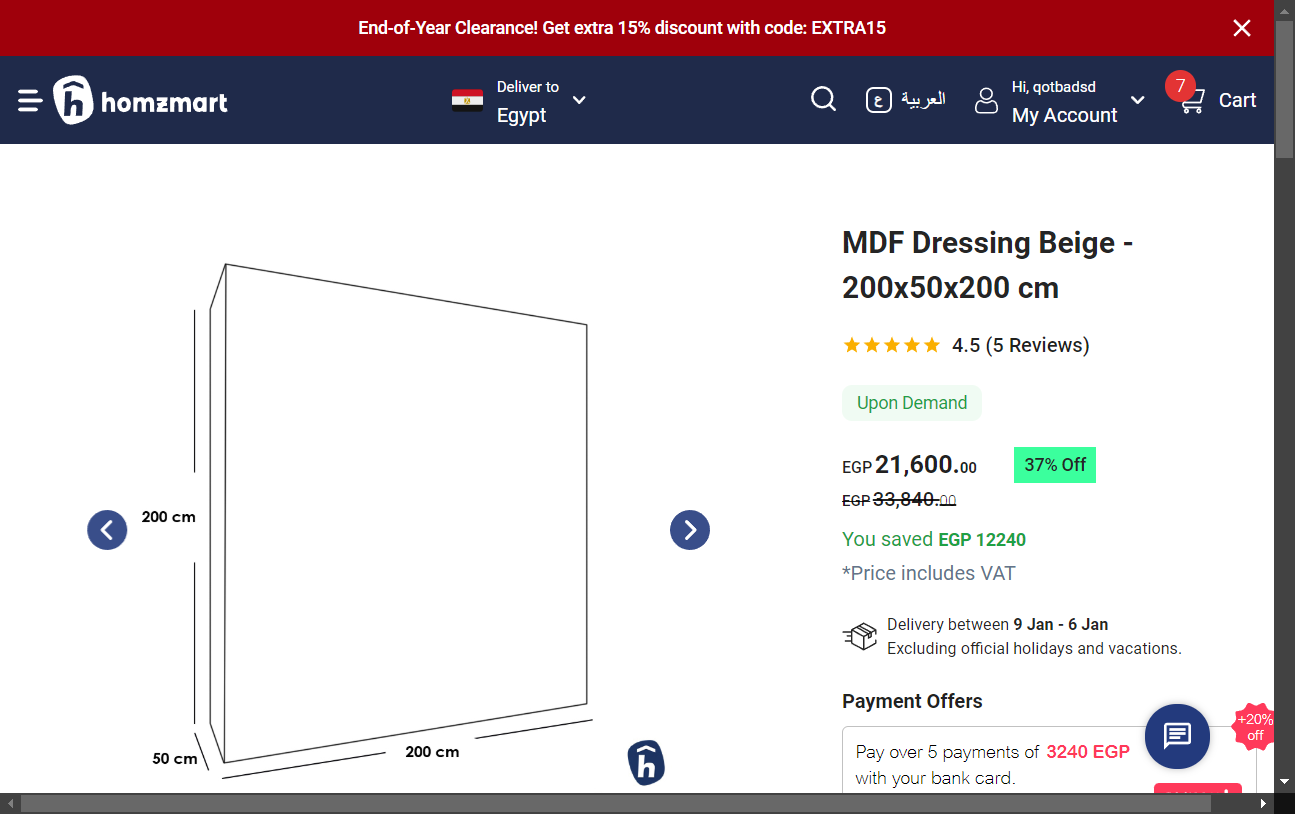 End-of-Year Clearance! Get extra 15% discount with code: EXTRA15
homzmart
Deliver to
Egypt
ع العربية
Hi, qotbadsd
My Account
7
Cart
MDF Dressing Beige -
200x50x200 cm
4.5 (5 Reviews)
Upon Demand
EGP 21,600.00
37% Off
EGP 33,840.00
You saved EGP 12240
*Price includes VAT
Delivery between 9 Jan - 6 Jan
Excluding official holidays and vacations.
Payment Offers
+20%
off
Pay over 5 payments of 3240 EGP
with your bank card.
200 cm
50 cm
200 cm